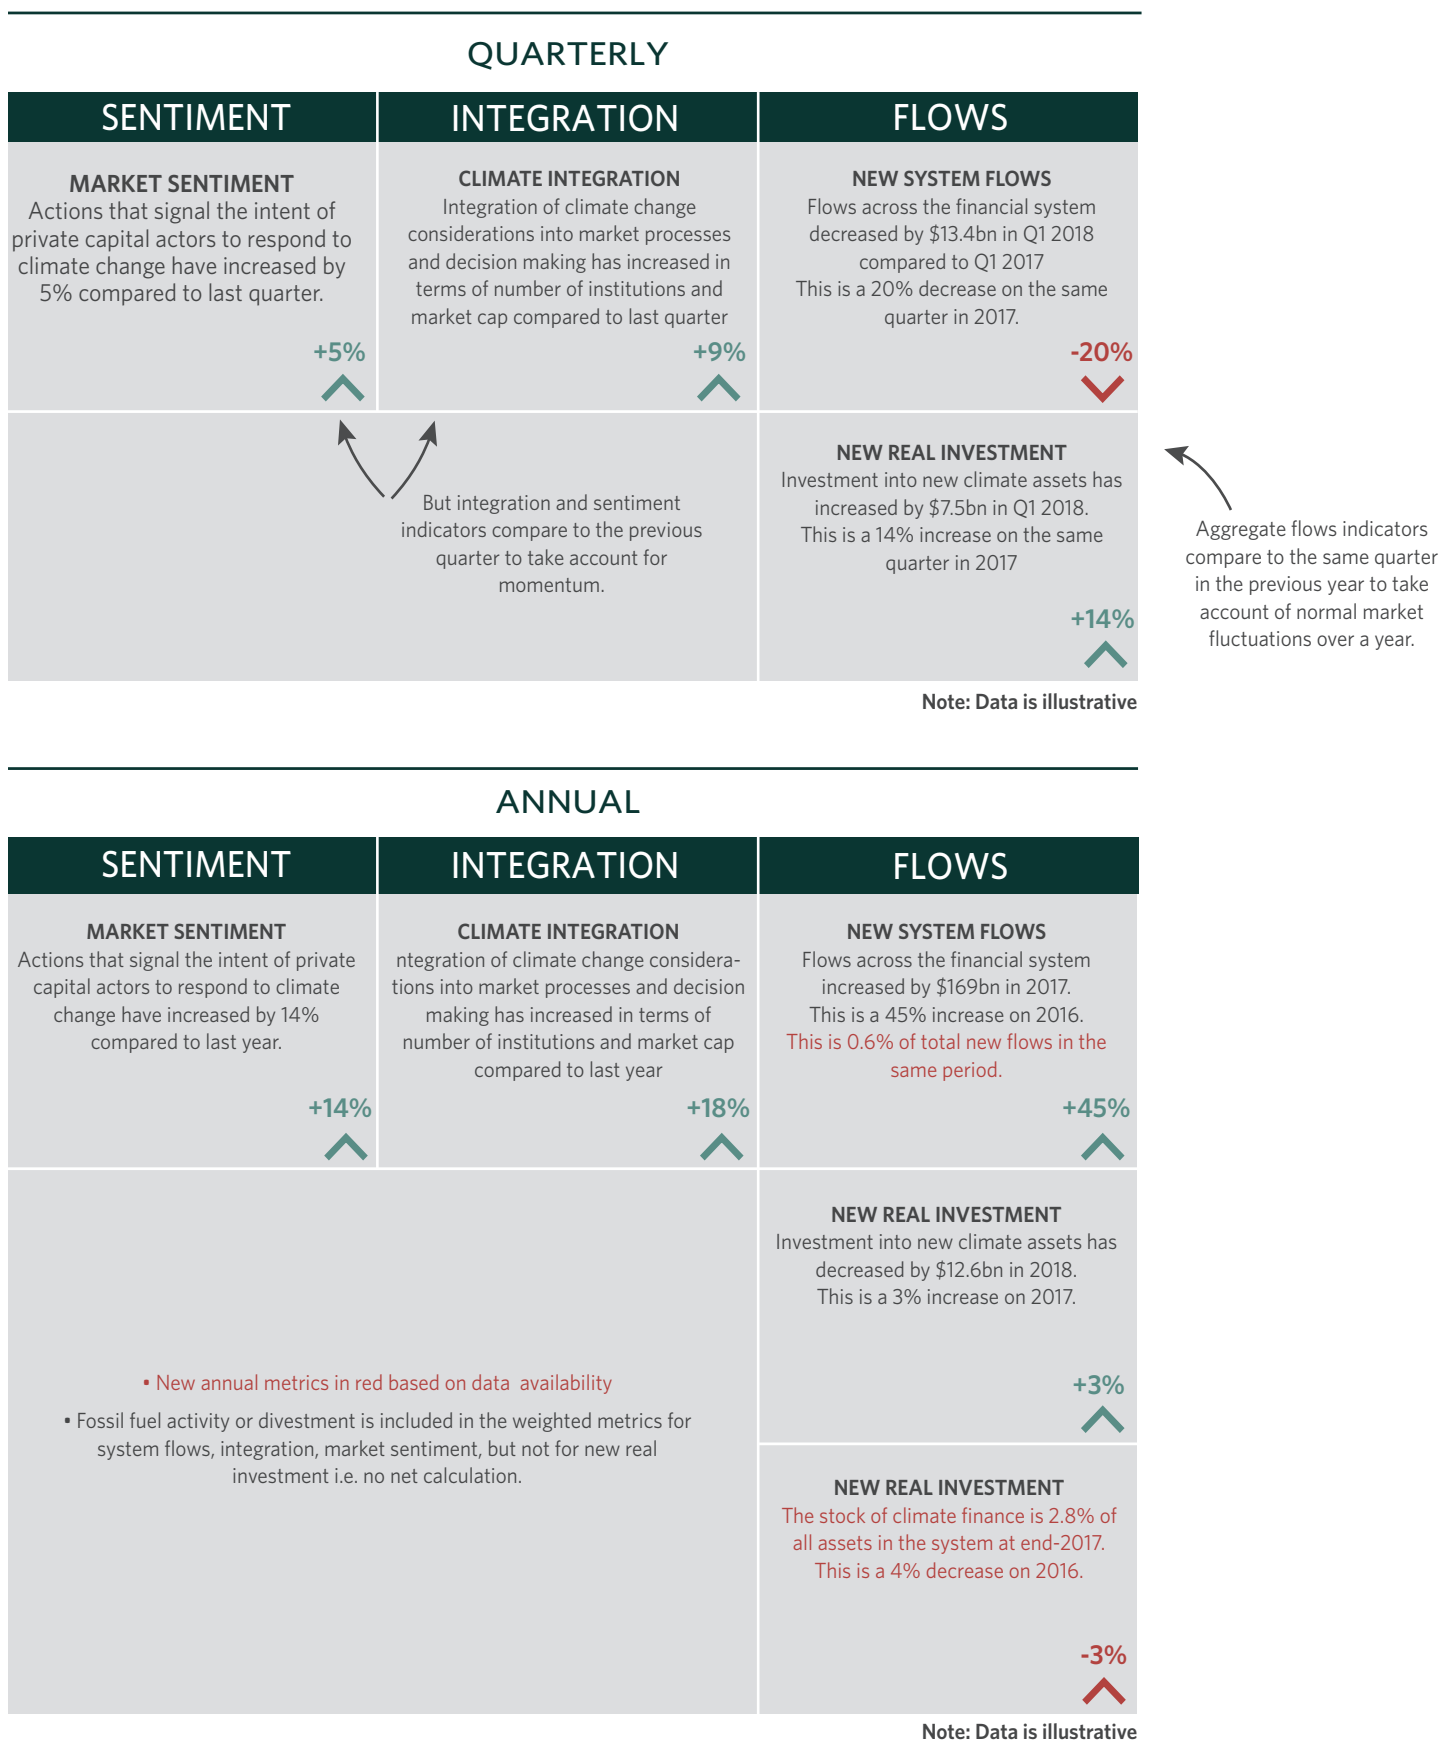 QUARTERLY
SENTIMENT
INTEGRATION
FLOWS
MARKET SENTIMENT
Actions that signal the intent of
private capital actors to respond to
climate change have increased by
5% compared to last quarter.
+5%
CLIMATE INTEGRATION
Integration of climate change
considerations into market processes
and decision making has increased in
terms of number of institutions and
market cap compared to last quarter
+9%
NEW SYSTEM FLOWS
Flows across the financial system
decreased by $13.4bn in Q1 2018
compared to Q1 2017
This is a 20% decrease on the same
quarter in 2017.
-20%
But integration and sentiment
indicators compare to the previous
quarter to take account for
momentum.
NEW REAL INVESTMENT
Investment into new climate assets has
increased by $7.5bn in Q1 2018.
This is a 14% increase on the same
quarter in 2017
+14%
Aggregate flows indicators
compare to the same quarter
in the previous year to take
account of normal market
fluctuations over a year.
Note: Data is illustrative
ANNUAL
SENTIMENT
INTEGRATION
FLOWS
MARKET SENTIMENT
Actions that signal the intent of private
capital actors to respond to climate
change have increased by 14%
compared to last year.
+14%
CLIMATE INTEGRATION
ntegration of climate change considera-
tions into market processes and decision
making has increased in terms of
number of institutions and market cap
compared to last year
+18%
NEW SYSTEM FLOWS
Flows across the financial system
increased by $169bn in 2017.
This is a 45% increase on 2016.
This is 0.6% of total new flows in the
same period.
+45%
• New annual metrics in red based on data  availability
• Fossil fuel activity or divestment is included in the weighted metrics for
system flows, integration, market sentiment, but not for new real
investment i.e. no net calculation.
NEW REAL INVESTMENT
Investment into new climate assets has
decreased by $12.6bn in 2018.
This is a 3% increase on 2017.
+3%
NEW REAL INVESTMENT
The stock of climate finance is 2.8% of
all assets in the system at end-2017.
This is a 4% decrease on 2016.
-3%
Note: Data is illustrative